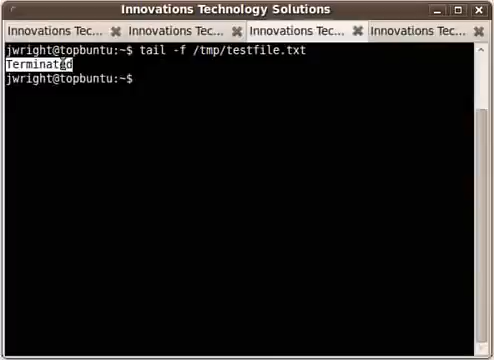 Innovations Technology Solutions
Innovations Tec... Innovations Tec... Innovations Tec... Innovations Tec...
jwright@topbuntu:~$ tail -f /tmp/testfile.txt
Terminated
jwright@topbuntu:~$